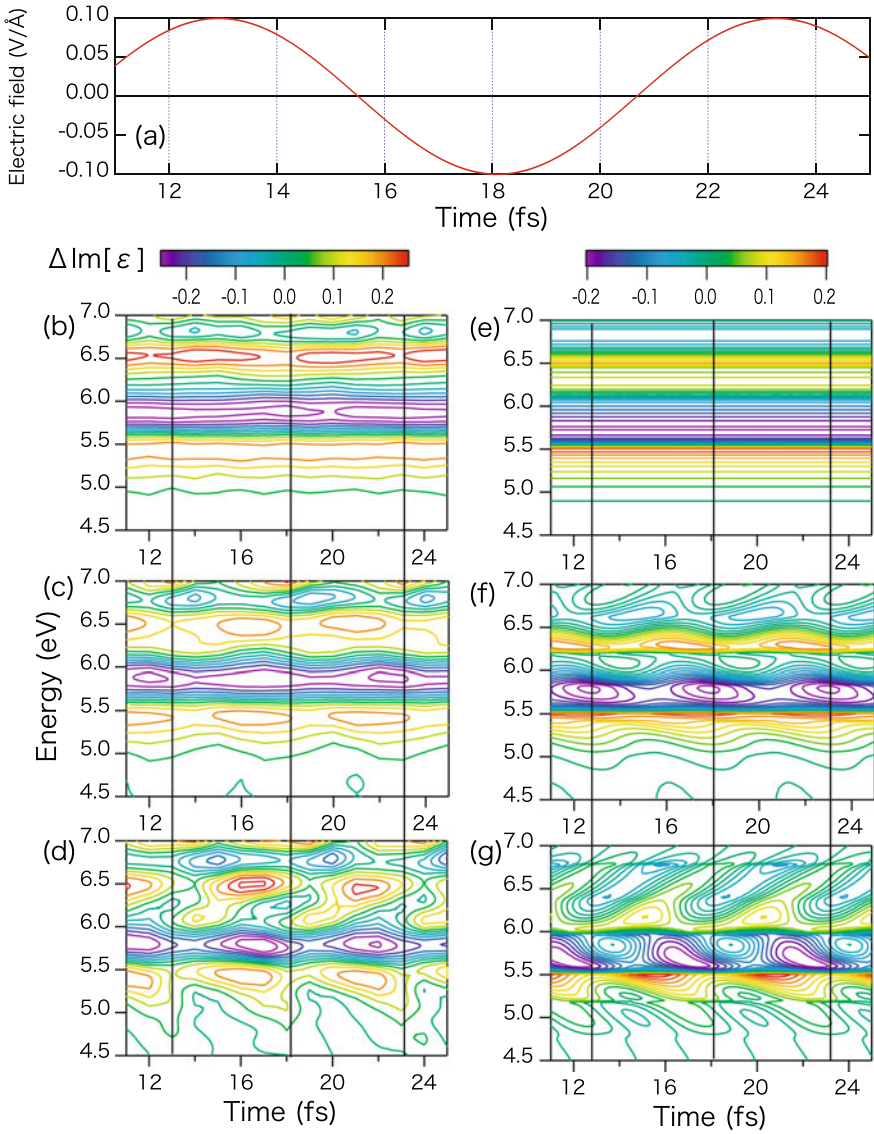 Electric field (V/Å)
0.10
0.05
0.00
-0.05
-0.10
(a)
12 14 16 18 20 22 24
Time (fs)
Δ Im[ ε ]
-0.2 -0.1 0.0 0.1 0.2
-0.2 -0.1 0.0 0.1 0.2
(b)
7.0
6.5
6.0
5.5
5.0
4.5
12 16 20 24
(e)
7.0
6.5
6.0
5.5
5.0
4.5
12 16 20 24
Energy (eV)
(c)
7.0
6.5
6.0
5.5
5.0
4.5
12 16 20 24
(f)
7.0
6.5
6.0
5.5
5.0
4.5
12 16 20 24
(d)
7.0
6.5
6.0
5.5
5.0
4.5
12 16 20 24
Time (fs)
(g)
7.0
6.5
6.0
5.5
5.0
4.5
12 16 20 24
Time (fs)